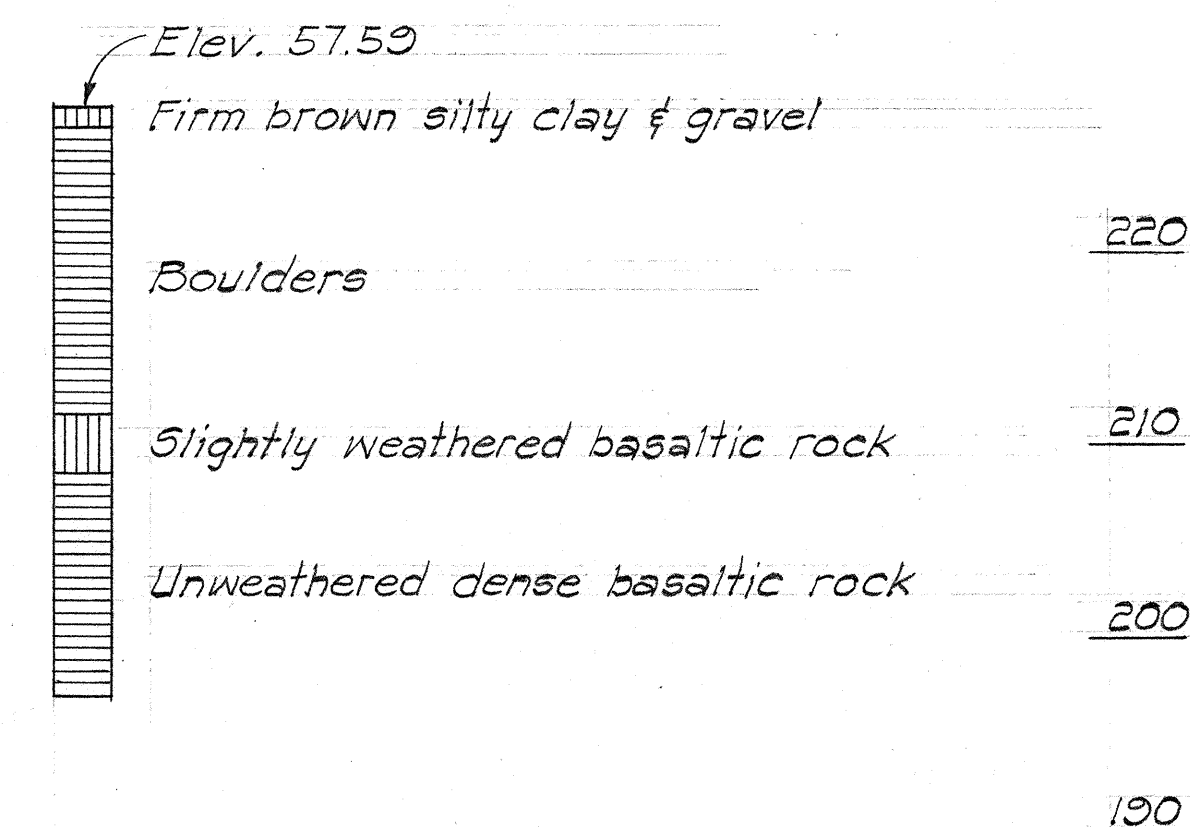 Elev. 57.59
Firm brown silty clay & gravel
220
Boulders
210
Slightly weathered basaltic rock
Unweathered dense basaltic rock
200
190